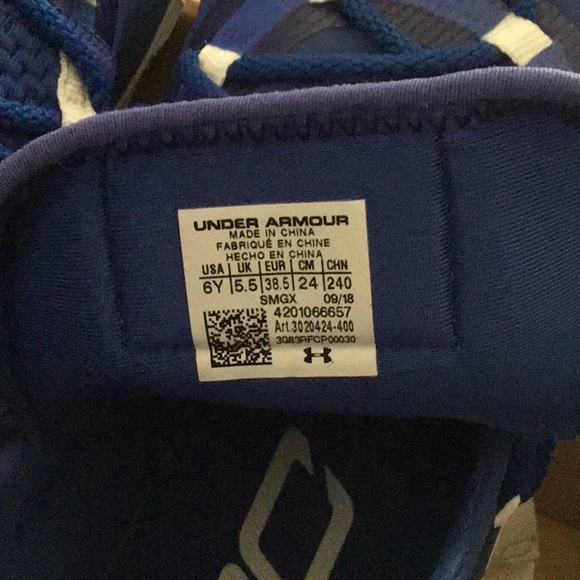 UNDER ARMOUR
MADE IN CHINA
FABRIQUÉ EN CHINE
HECHO EN CHINA
USA | UK | EUR | CM | CHN
6Y | 5.5 | 38.5 | 24 | 240
SMGX 09/18
4201066657
Art.3020424-400
3G83RFCP00030